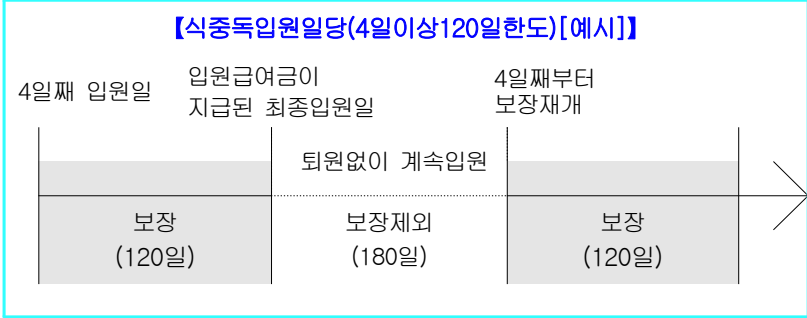 【식중독입원일당(4일이상120일한도)[예시]】
4일째 입원일
입원급여금이
지급된 최종입원일
4일째부터
보장재개
퇴원없이 계속입원
보장
(120일)
보장제외
(180일)
보장
(120일)